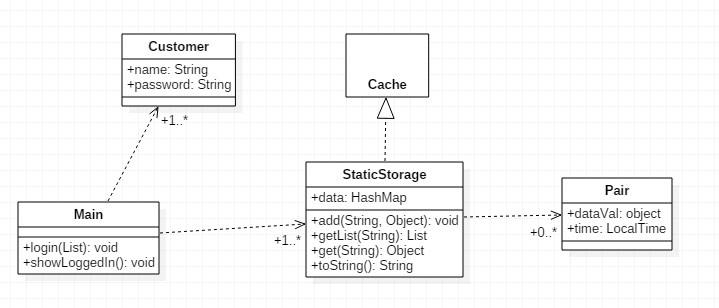 Customer
+name: String
+password: String
Cache
+1..*
StaticStorage
+data: HashMap
+add(String, Object): void
+getList(String): List
+get(String): Object
+toString(): String
Pair
+dataVal: object
+time: LocalTime
Main
+login(List): void
+showLoggedIn(): void
+1..*
+0..*